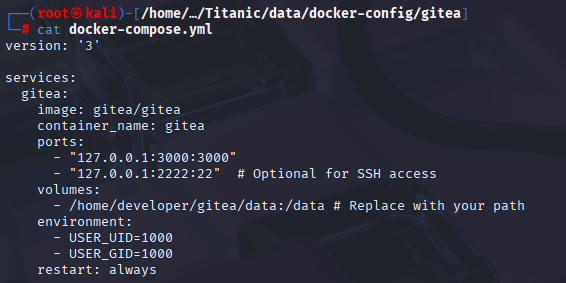 ┌──(root㉿kali)-[/home/…/Titanic/data/docker-config/gitea]
└─# cat docker-compose.yml
version: '3'
services:
  gitea:
    image: gitea/gitea
    container_name: gitea
    ports:
      - "127.0.0.1:3000:3000"
      - "127.0.0.1:2222:22"  # Optional for SSH access
    volumes:
      - /home/developer/gitea/data:/data # Replace with your path
    environment:
      - USER_UID=1000
      - USER_GID=1000
    restart: always